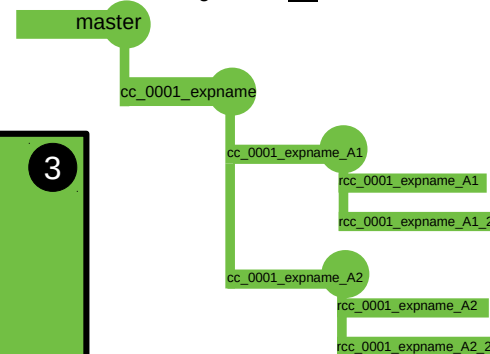 master
cc_0001_expname
cc_0001_expname_A1
3
rcc_0001_expname_A1
rcc_0001_expname_A1_2
cc_0001_expname_A2
rcc_0001_expname_A2
rcc_0001_expname_A2_2